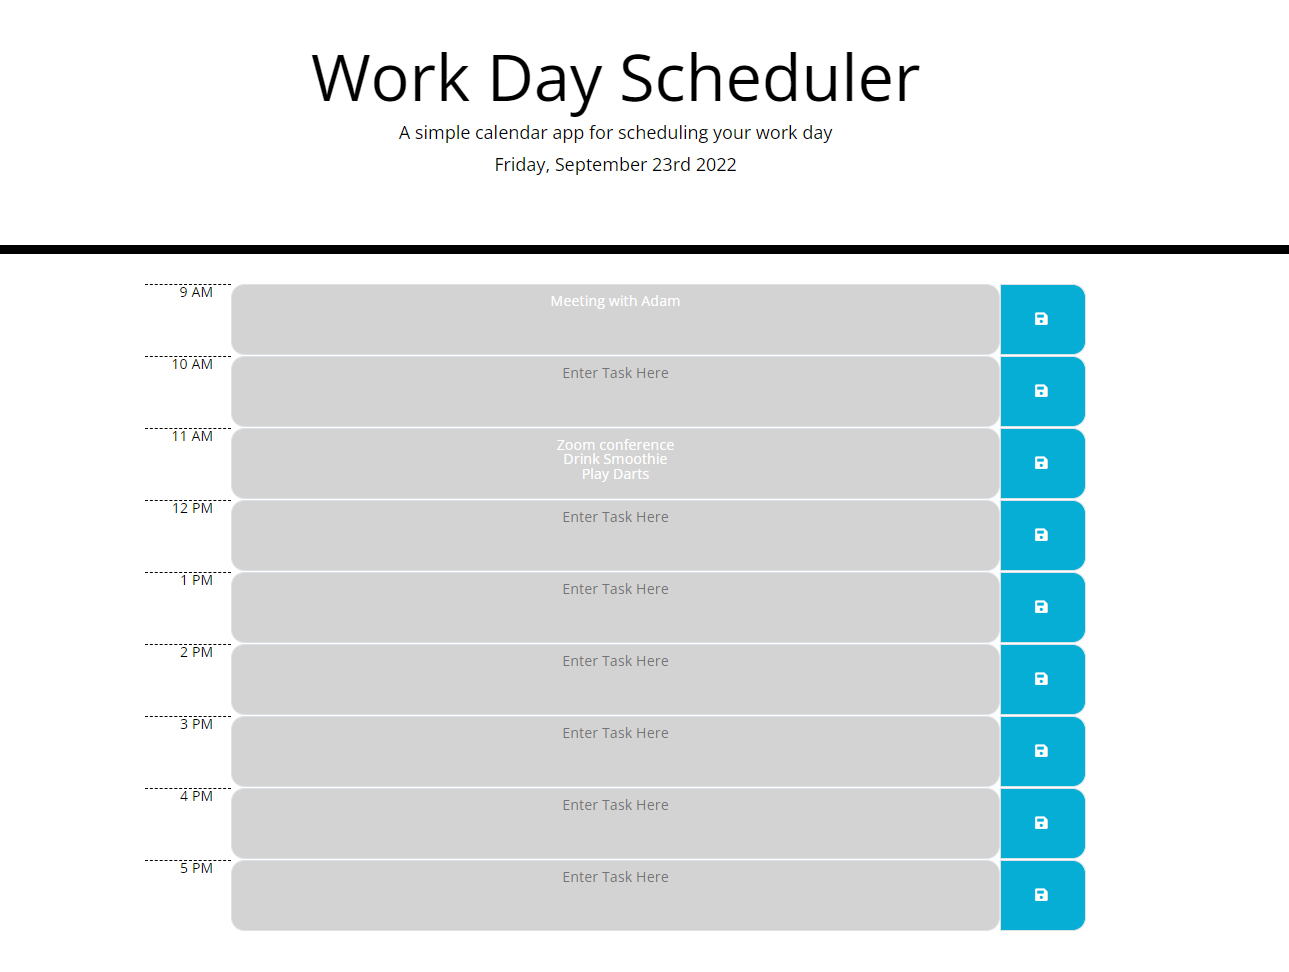 Work Day Scheduler
A simple calendar app for scheduling your work day
Friday, September 23rd 2022
9 AM
Meeting with Adam
10 AM
Enter Task Here
11 AM
Zoom conference
Drink Smoothie
Play Darts
12 PM
Enter Task Here
1 PM
Enter Task Here
2 PM
Enter Task Here
3 PM
Enter Task Here
4 PM
Enter Task Here
5 PM
Enter Task Here